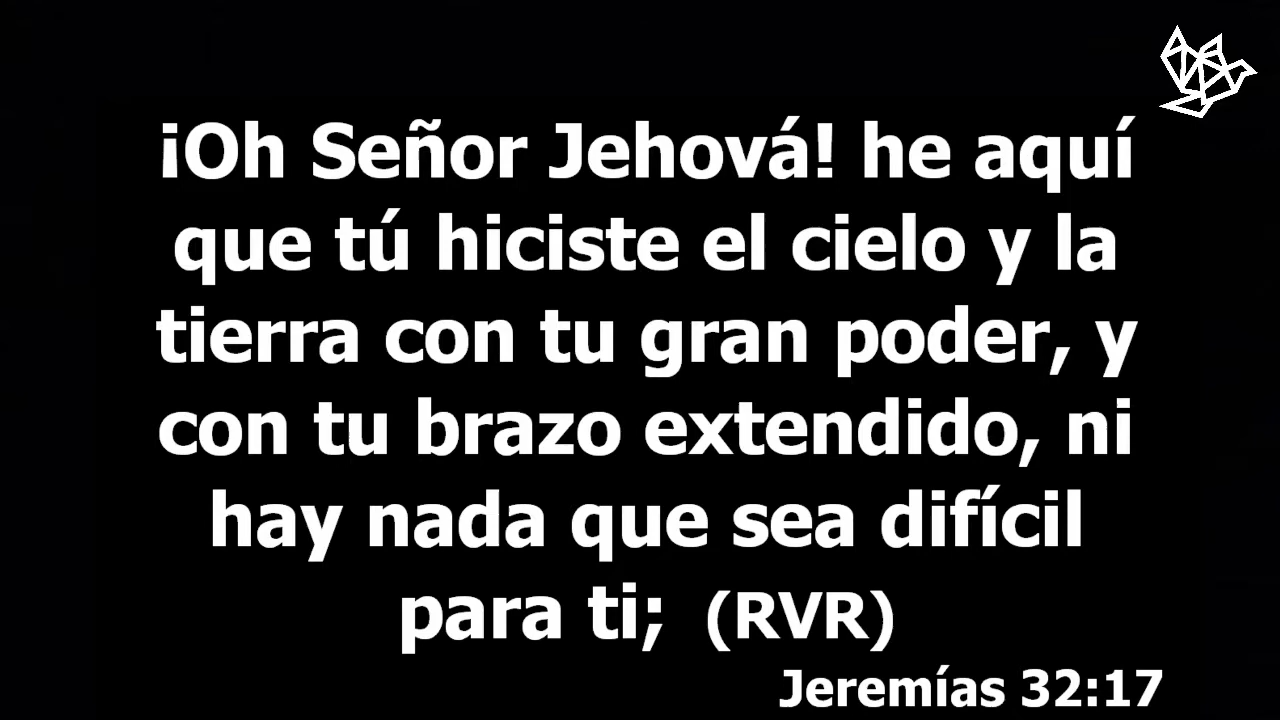 ¡Oh Señor Jehová! he aquí
que tú hiciste el cielo y la
tierra con tu gran poder, y
con tu brazo extendido, ni
hay nada que sea difícil
para ti; (RVR)
Jeremías 32:17